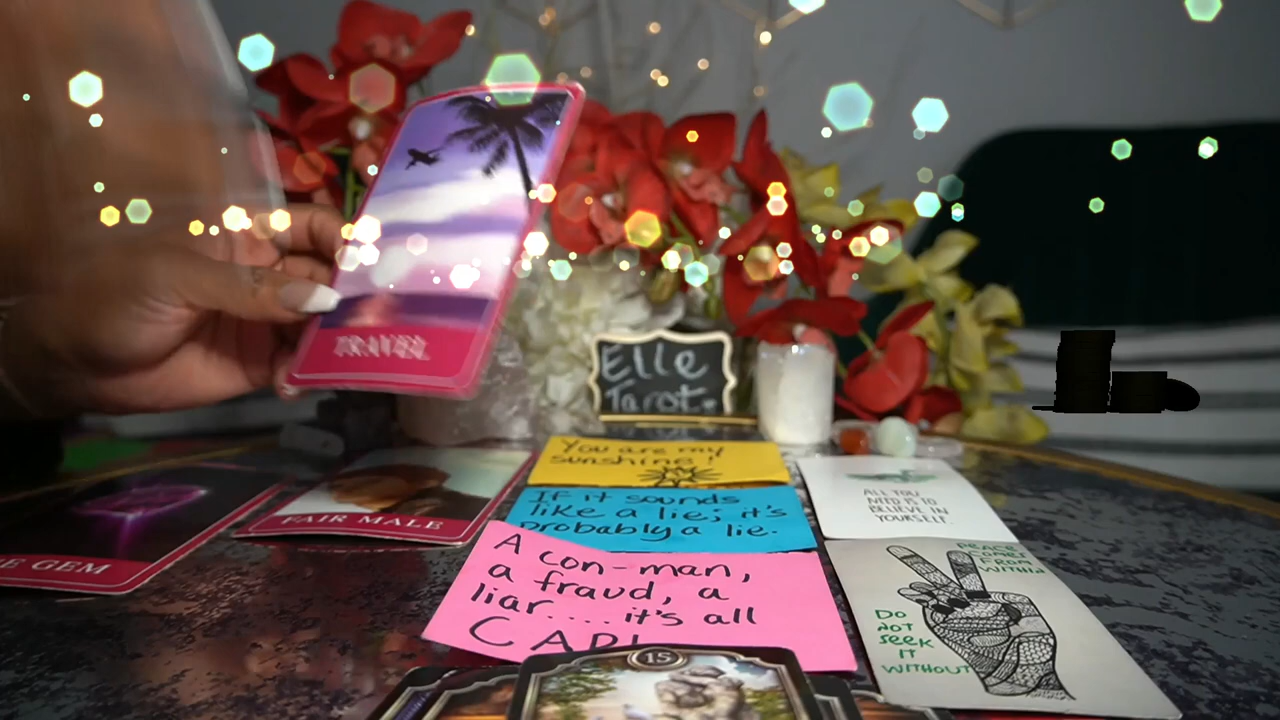 TRAVEL
Elle
Tarot
You are my
sunshine!
If it sounds
like a lie; it's
probably a lie.
A con-man,
a fraud, a
liar.... it's all
CAP!
FAIR MALE
E GEM
ALL YOU
NEED IS TO
BELIEVE IN
YOURSELF.
PEACE
COMES
FROM
WITHIN
DO
NOT
SEEK
IT
WITHOUT
15